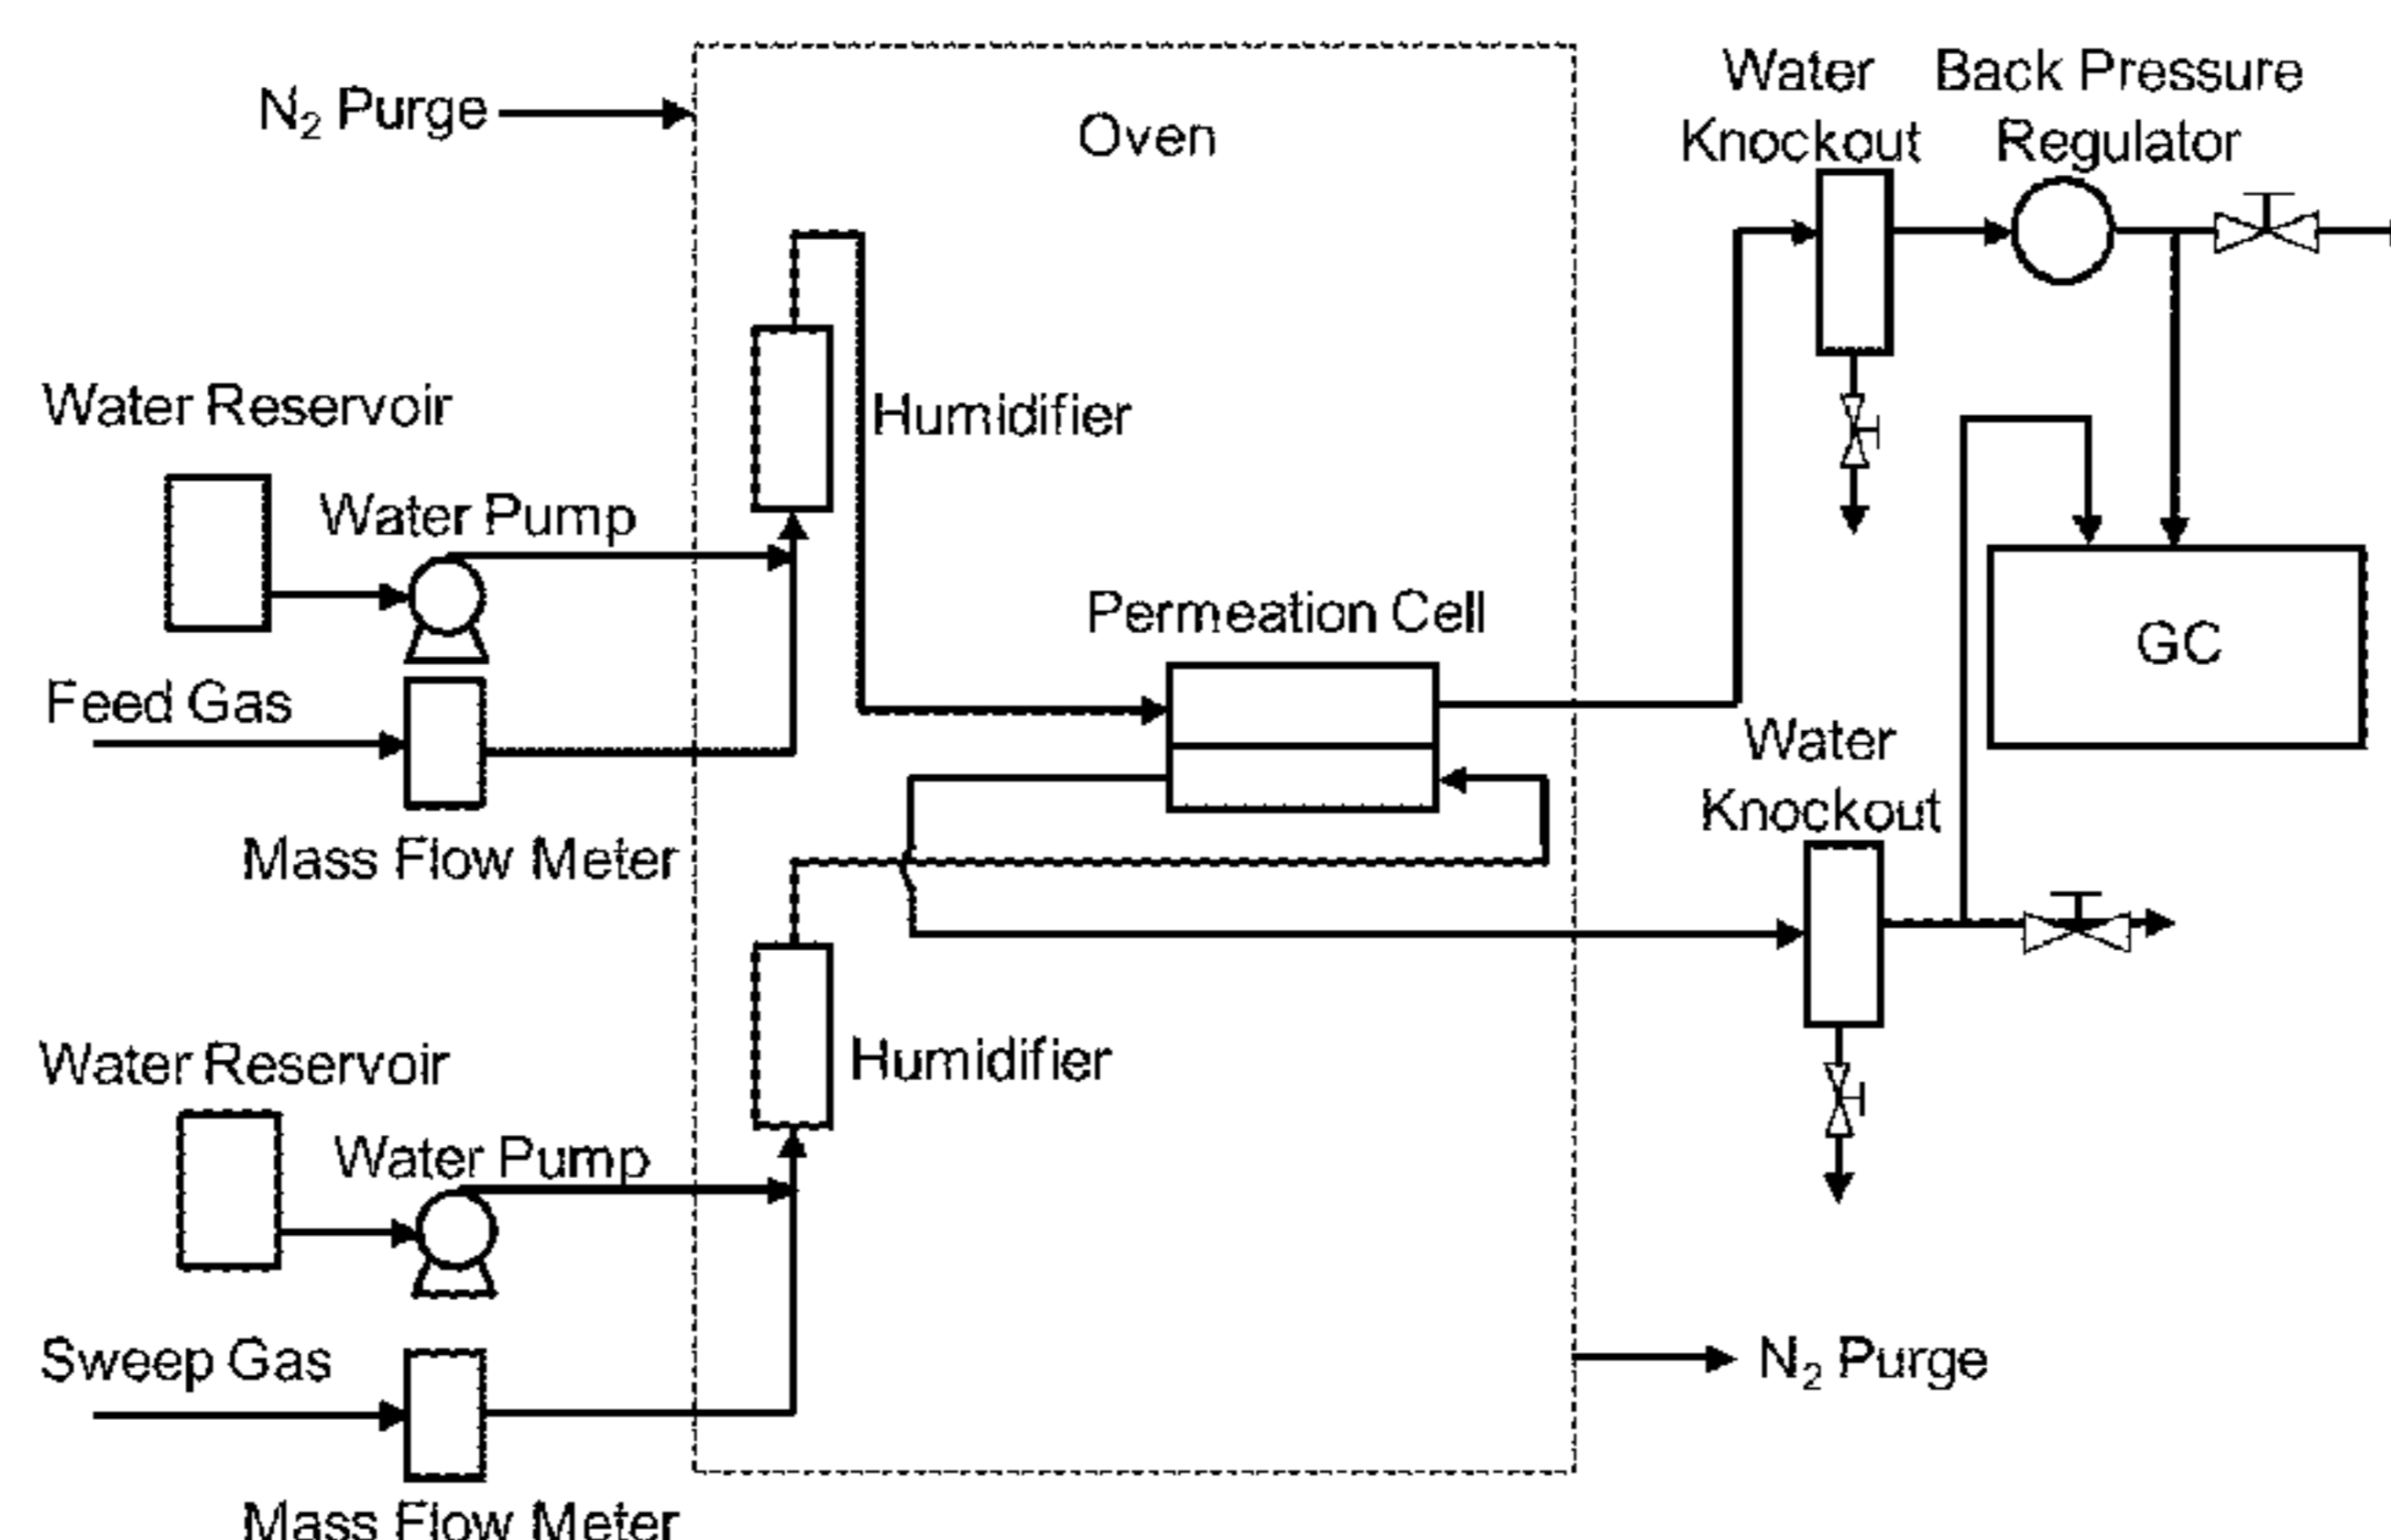 N₂ Purge
Oven
Water
Knockout
Back Pressure
Regulator
Water Reservoir
Humidifier
Water Pump
Feed Gas
Mass Flow Meter
Permeation Cell
GC
Water
Knockout
Water Reservoir
Humidifier
Water Pump
Sweep Gas
N₂ Purge
Mass Flow Meter